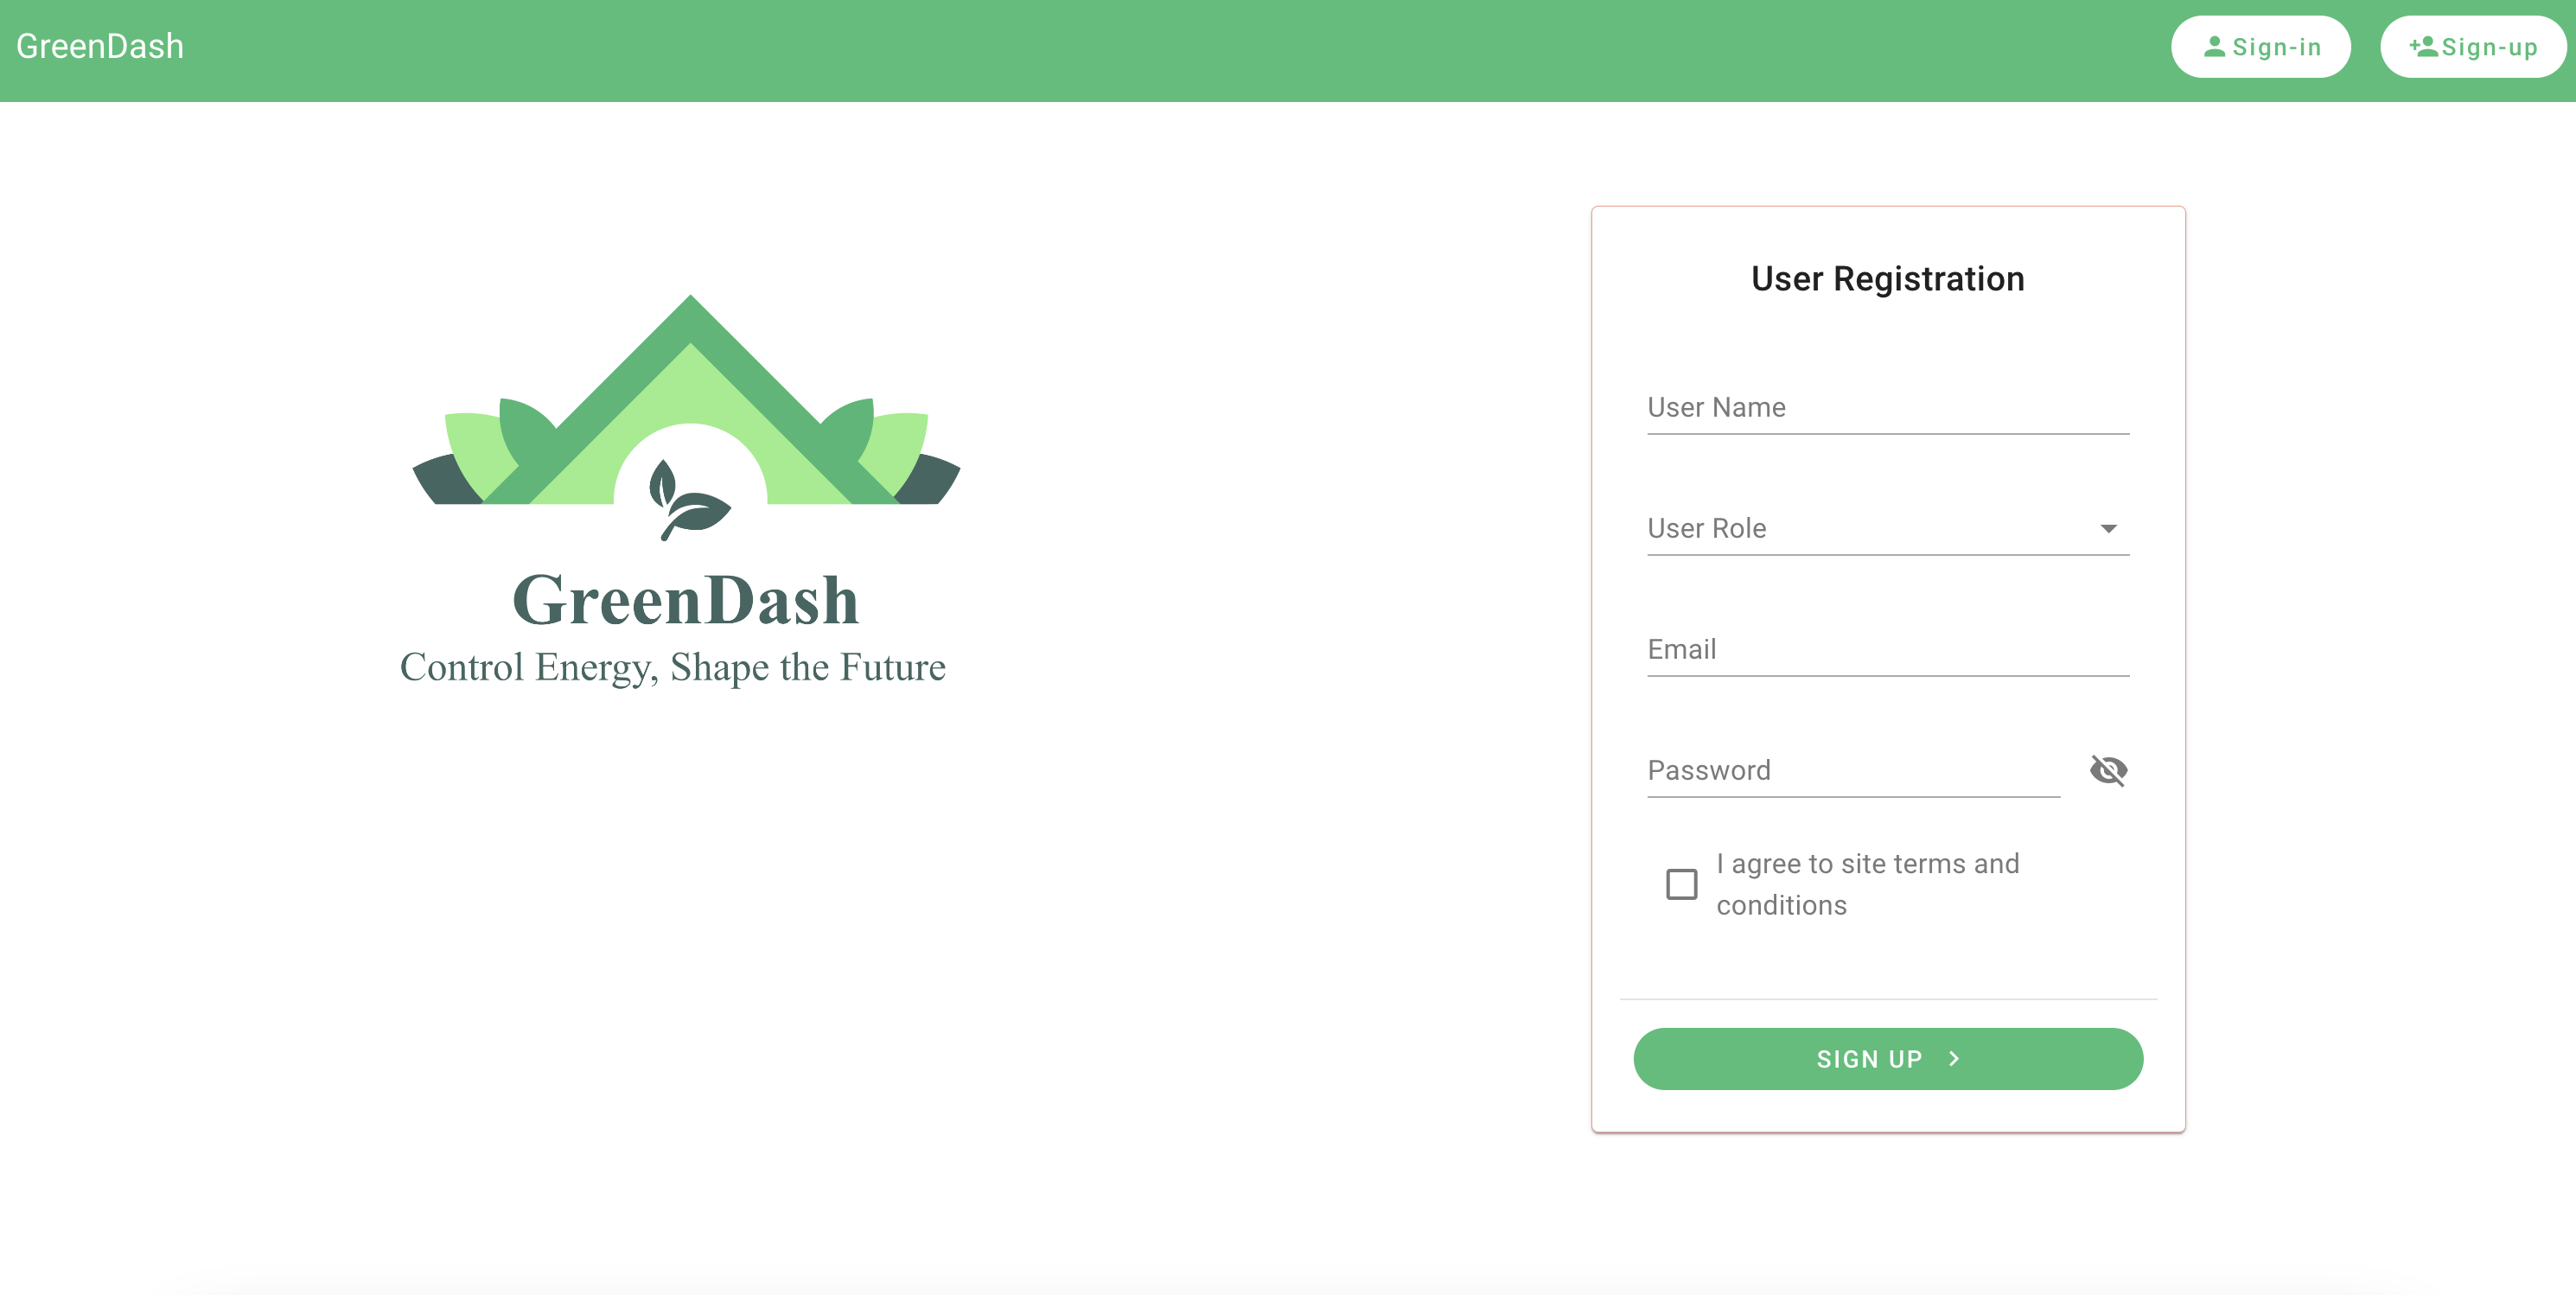 GreenDash
Sign-in
Sign-up
GreenDash
Control Energy, Shape the Future
User Registration
User Name
User Role
Email
Password
I agree to site terms and
conditions
SIGN UP